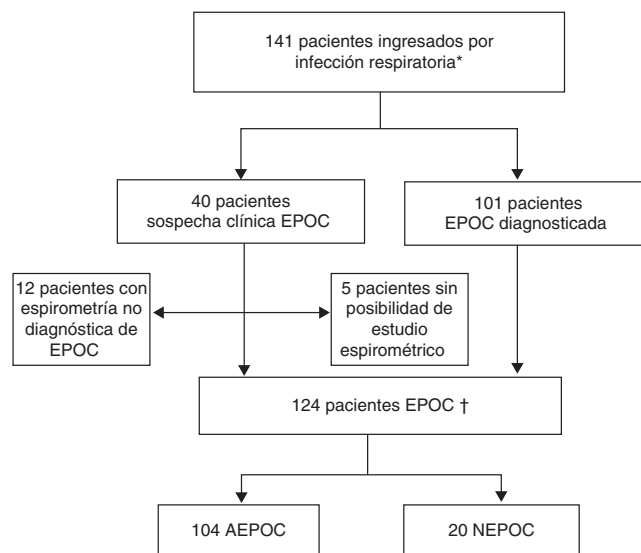 141 pacientes ingresados por
infección respiratoria*
40 pacientes
sospecha clínica EPOC
101 pacientes
EPOC diagnosticada
12 pacientes con
espirometría no
diagnóstica de
EPOC
5 pacientes sin
posibilidad de
estudio
espirométrico
124 pacientes EPOC †
104 AEPOC
20 NEPOC